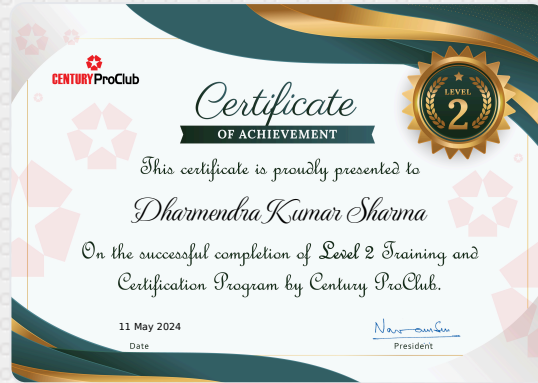 CENTURY ProClub
Certificate
OF ACHIEVEMENT
LEVEL
2
This certificate is proudly presented to
Dharmendra Kumar Sharma
On the successful completion of Level 2 Training and
Certification Program by Century ProClub.
11 May 2024
Date
President